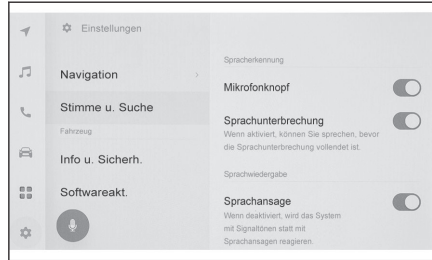 Einstellungen
Navigation
Stimme u. Suche
Fahrzeug
Info u. Sicherh.
Softwareakt.
Spracherkennung
Mikrofonknopf
Sprachunterbrechung
Wenn aktiviert, können Sie sprechen, bevor
die Sprachunterbrechung vollendet ist.
Sprachwiedergabe
Sprachansage
Wenn deaktiviert, wird das System
mit Signaltönen statt mit
Sprachansagen reagieren.